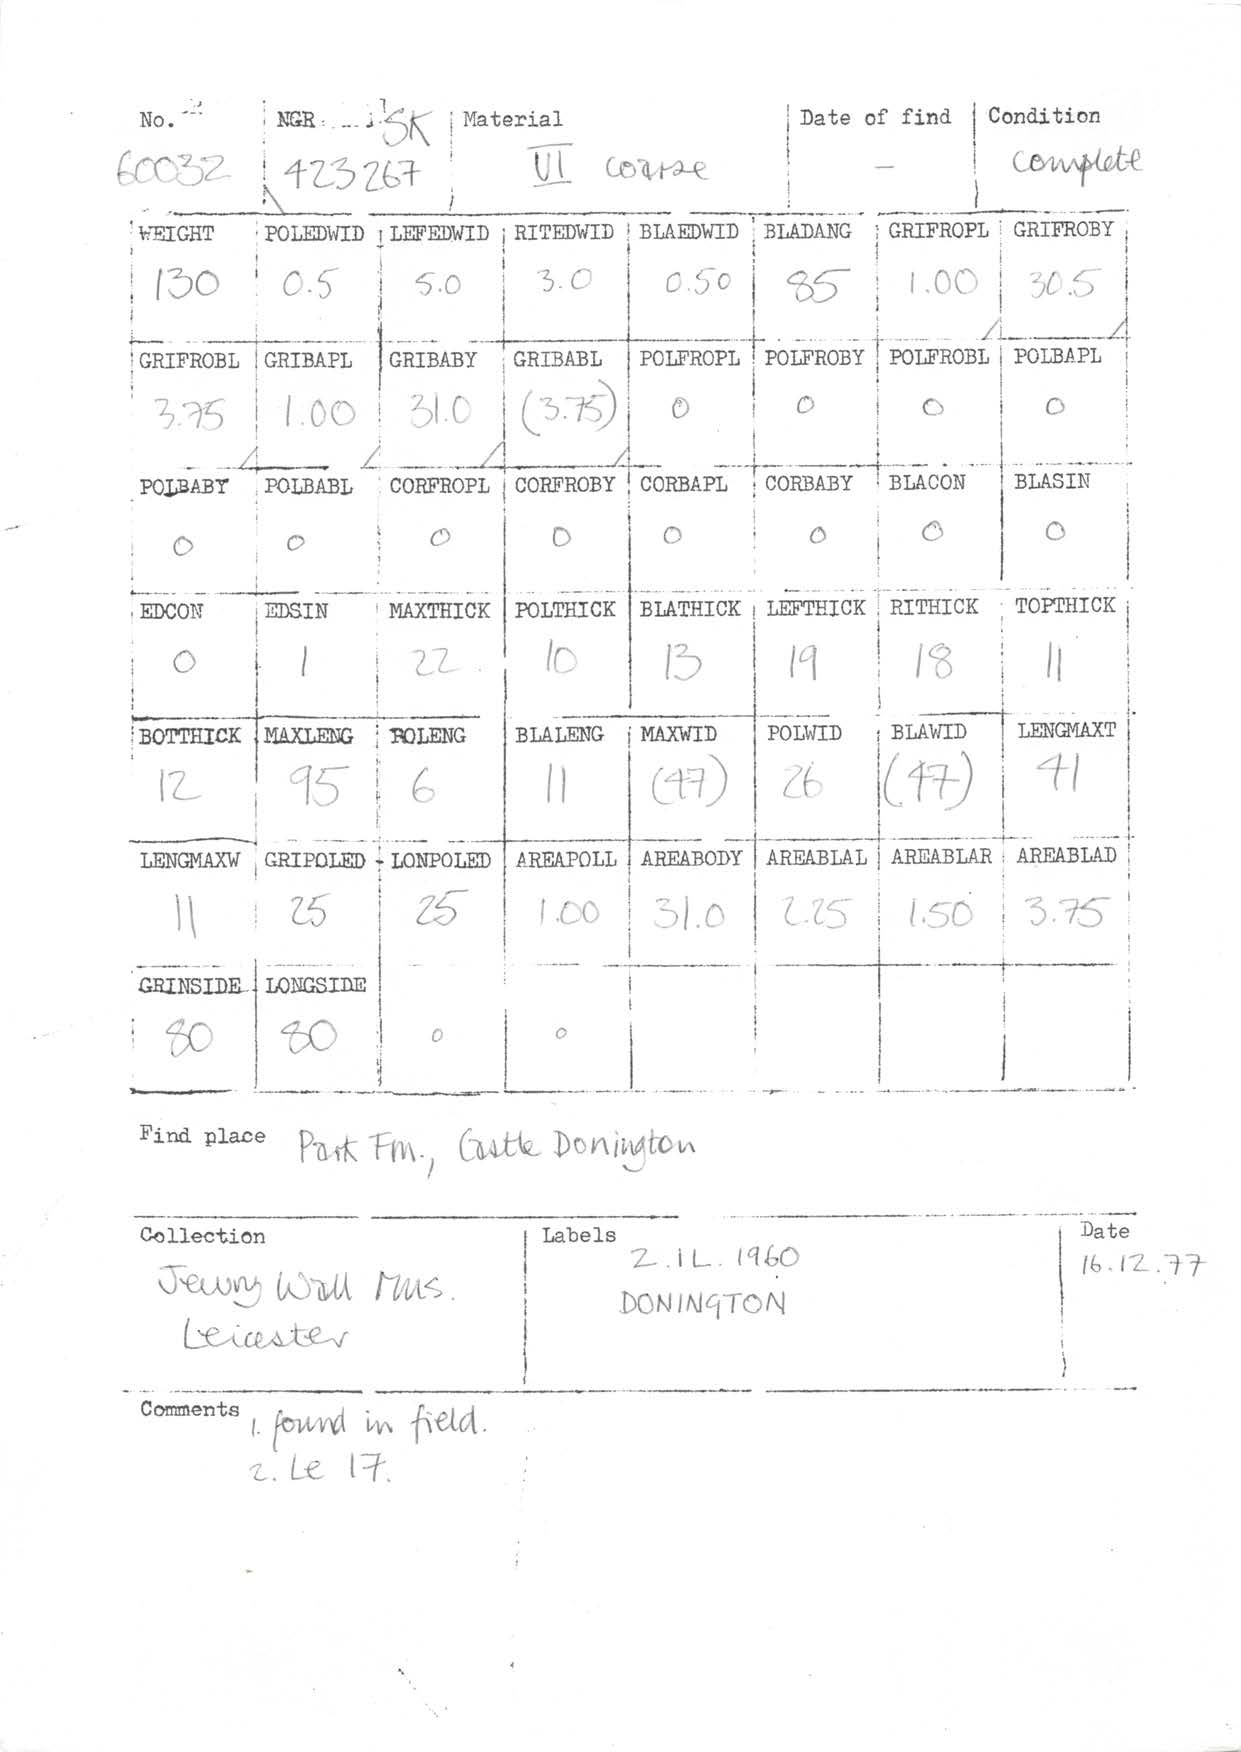 No. NGR SK Material Date of find Condition
60032 423267 VI coarse – complete
WEIGHT POLEDWID LEFEDWID RITEDWID BLAEDWID BLADANG GRIFROPL GRIFROBY
130 0.5 5.0 3.0 0.50 85 1.00 30.5
GRIFROBL GRIBAPL GRIBABY GRIBABL POLFROPL POLFROBY POLFROBL POLBAPL
3.75 1.00 31.0 (3.75) 0 0 0 0
POLBABY POLBABL CORFROPL CORFROBY CORBAPL CORBABY BLACON BLASIN
0 0 0 0 0 0 0 0
EDCON EDSIN MAXTHICK POLTHICK BLATHICK LEFTHICK RITHICK TOPTHICK
0 1 22 10 13 19 18 11
BOTTHICK MAXLENG POLENG BLALENG MAXWID POLWID BLAWID LENGMAXT
12 95 6 11 (47) 26 (47) 41
LENGMAXW GRIPOLED LONPOLED AREAPOLL AREABODY AREABLAL AREABLAR AREABLAD
11 25 25 1.00 31.0 2.25 1.50 3.75
GRINSIDE LONGSIDE
80 80 0 0
Find place Park Fm., Castle Donington
Collection Labels Date
Jewry Wall Mus. 2.iL.1960 16.12.77
Leicester DONINGTON
Comments 1. found in field.
2. Le 17.